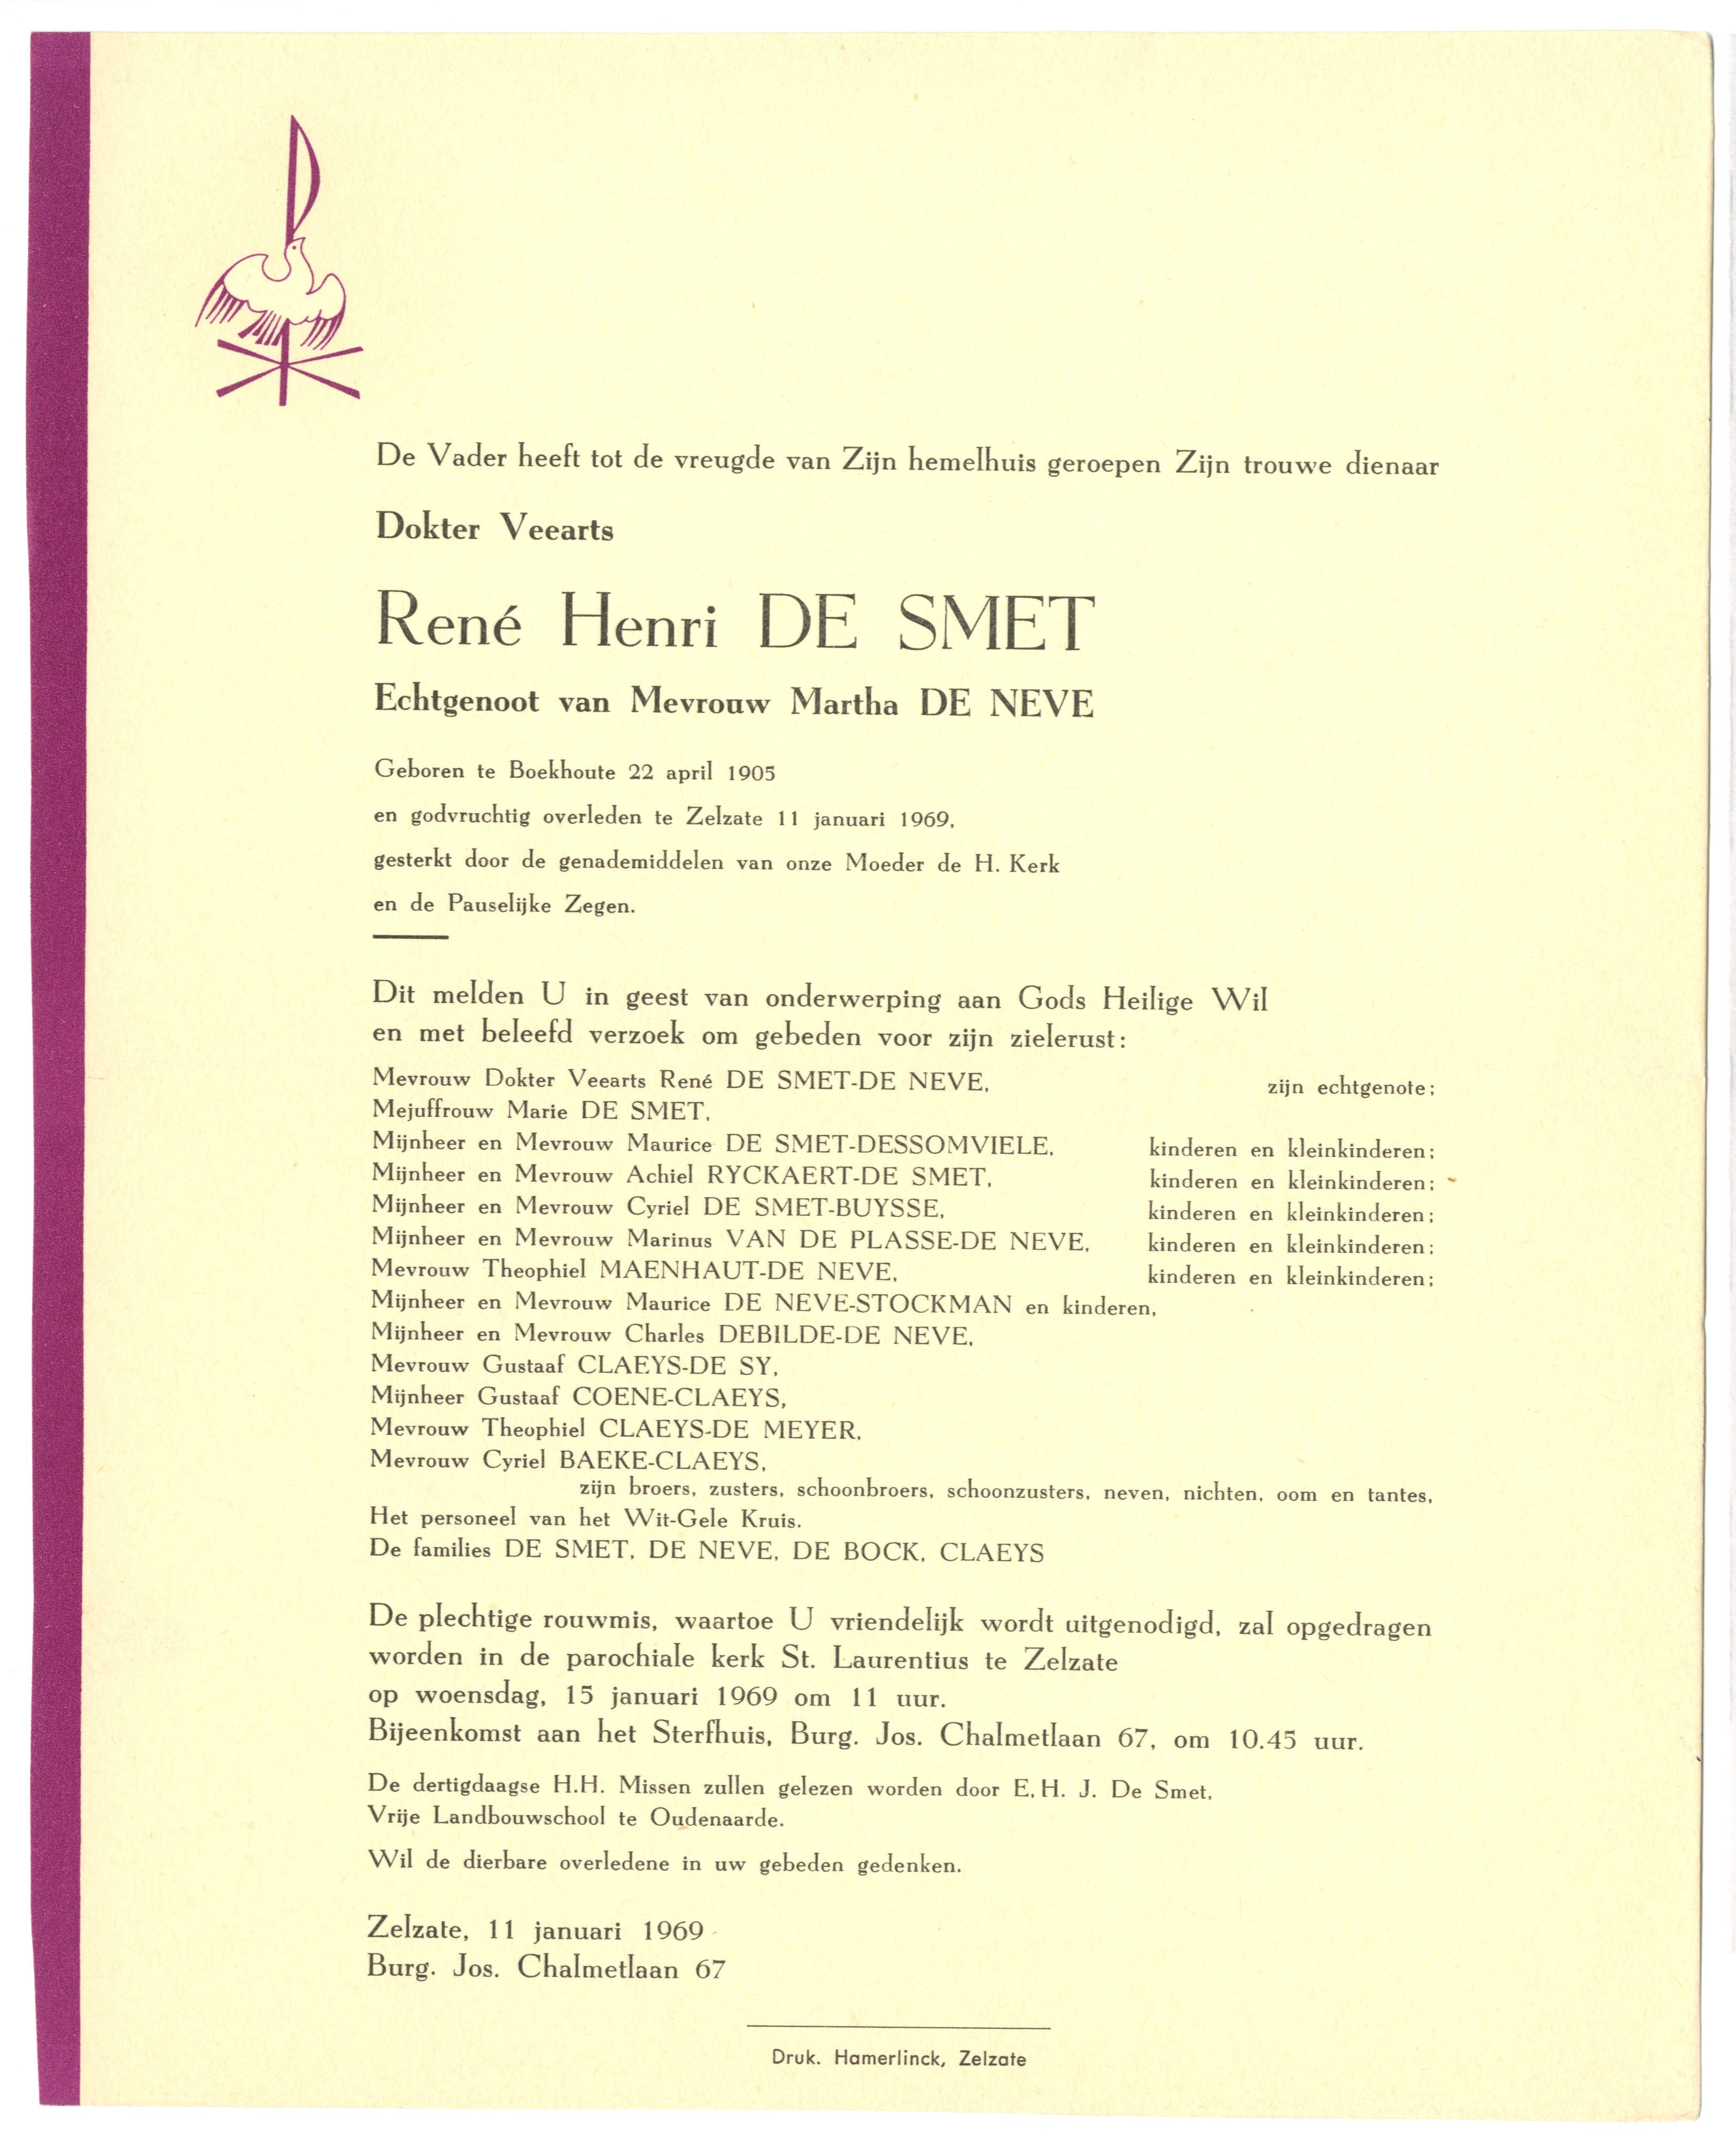 De Vader heeft tot de vreugde van Zijn hemelhuis geroepen Zijn trouwe dienaar
Dokter Veearts
René Henri DE SMET
Echtgenoot van Mevrouw Martha DE NEVE
Geboren te Boekhoute 22 april 1905
en godvruchtig overleden te Zelzate 11 januari 1969,
gesterkt door de genademiddelen van onze Moeder de H. Kerk
en de Pauselijke Zegen.
Dit melden U in geest van onderwerping aan Gods Heilige Wil
en met beleefd verzoek om gebeden voor zijn zielerust:
Mevrouw Dokter Veearts René DE SMET-DE NEVE, zijn echtgenote;
Mejuffrouw Marie DE SMET,
Mijnheer en Mevrouw Maurice DE SMET-DESSOMVIELE, kinderen en kleinkinderen;
Mijnheer en Mevrouw Achiel RYCKAERT-DE SMET, kinderen en kleinkinderen;
Mijnheer en Mevrouw Cyriel DE SMET-BUYSSE, kinderen en kleinkinderen;
Mijnheer en Mevrouw Marinus VAN DE PLASSE-DE NEVE, kinderen en kleinkinderen;
Mevrouw Theophiel MAENHAUT-DE NEVE, kinderen en kleinkinderen;
Mijnheer en Mevrouw Maurice DE NEVE-STOCKMAN en kinderen,
Mijnheer en Mevrouw Charles DEBILDE-DE NEVE,
Mevrouw Gustaaf CLAEYS-DE SY,
Mijnheer Gustaaf COENE-CLAEYS,
Mevrouw Theophiel CLAEYS-DE MEYER,
Mevrouw Cyriel BAEKE-CLAEYS,
zijn broers, zusters, schoonbroers, schoonzusters, neven, nichten, oom en tantes,
Het personeel van het Wit-Gele Kruis.
De families DE SMET, DE NEVE, DE BOCK, CLAEYS
De plechtige rouwmis, waartoe U vriendelijk wordt uitgenodigd, zal opgedragen
worden in de parochiale kerk St. Laurentius te Zelzate
op woensdag, 15 januari 1969 om 11 uur.
Bijeenkomst aan het Sterfhuis, Burg. Jos. Chalmetlaan 67, om 10.45 uur.
De dertigdaagse H.H. Missen zullen gelezen worden door E.H. J. De Smet,
Vrije Landbouwschool te Oudenaarde.
Wil de dierbare overledene in uw gebeden gedenken.
Zelzate, 11 januari 1969
Burg. Jos. Chalmetlaan 67
Druk. Hamerlinck, Zelzate